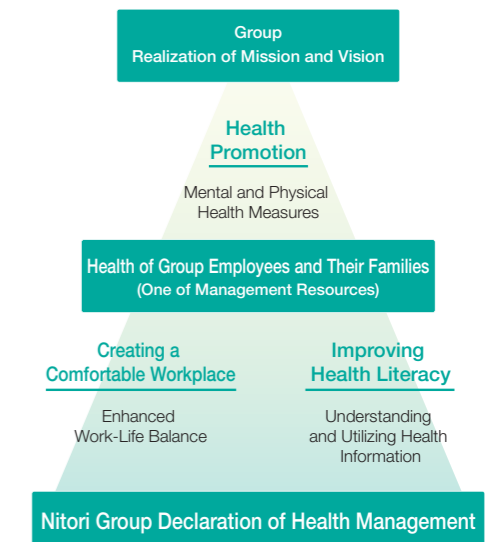 Group
Realization of Mission and Vision
Health
Promotion
Mental and Physical
Health Measures
Health of Group Employees and Their Families
(One of Management Resources)
Creating a
Comfortable Workplace
Enhanced
Work-Life Balance
Improving
Health Literacy
Understanding
and Utilizing Health
Information
Nitori Group Declaration of Health Management